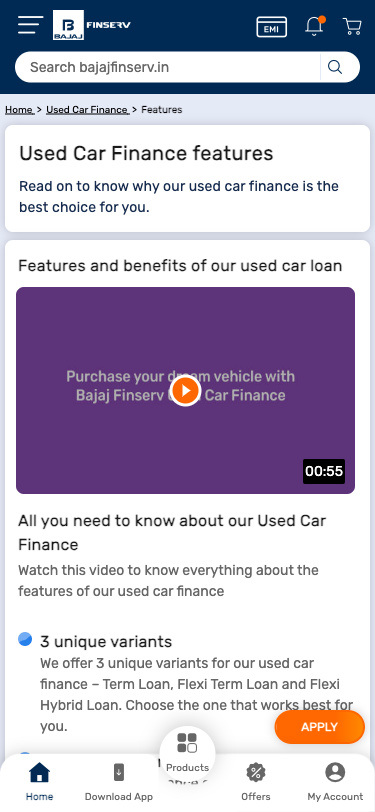 B
BAJAJ
FINSERV
EMI
Search bajajfinserv.in
Home > Used Car Finance > Features
Used Car Finance features
Read on to know why our used car finance is the
best choice for you.
Features and benefits of our used car loan
Purchase your dream vehicle with
Bajaj Finserv Used Car Finance
00:55
All you need to know about our Used Car
Finance
Watch this video to know everything about the
features of our used car finance
3 unique variants
We offer 3 unique variants for our used car
finance – Term Loan, Flexi Term Loan and Flexi
Hybrid Loan. Choose the one that works best for
you.
APPLY
Products
Home
Download App
Offers
My Account